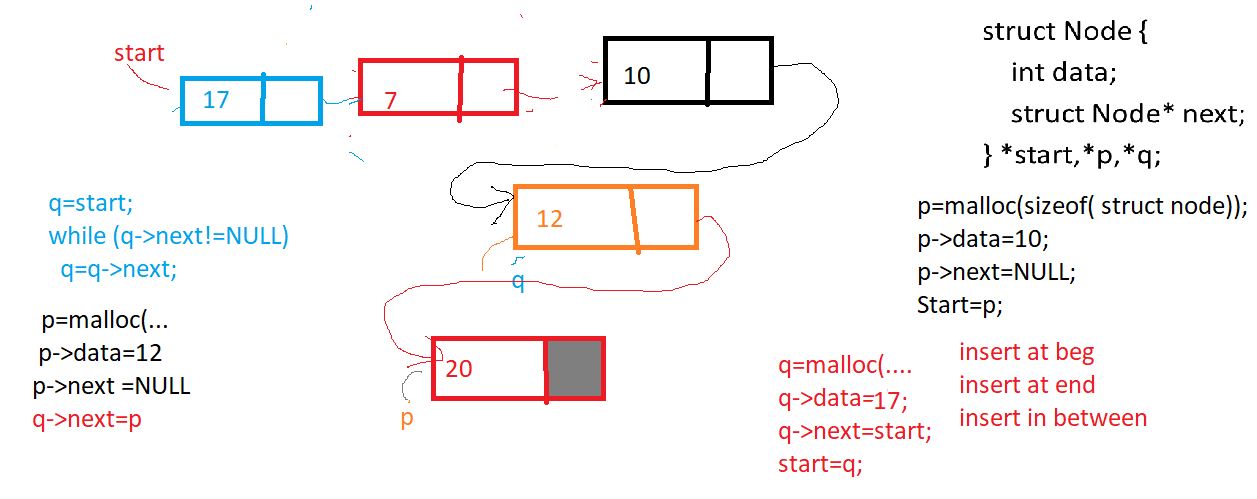 start
17
7
10
12
q
20
p
struct Node {
int data;
struct Node* next;
} *start,*p,*q;
q=start;
while (q->next!=NULL)
q=q->next;
p=malloc(...
p->data=12
p->next =NULL
q->next=p
p=malloc(sizeof( struct node));
p->data=10;
p->next=NULL;
Start=p;
q=malloc(....
q->data=17;
q->next=start;
start=q;
insert at beg
insert at end
insert in between